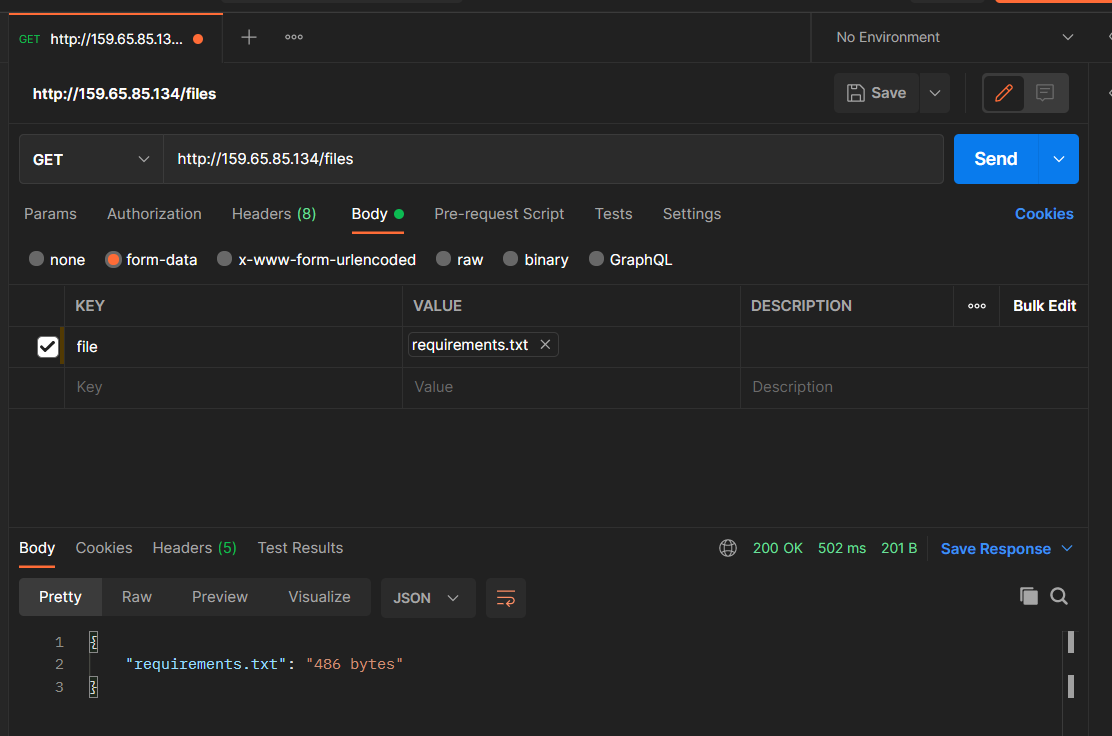 GET http://159.65.85.13... No Environment
http://159.65.85.134/files Save
GET http://159.65.85.134/files Send
Params Authorization Headers (8) Body Pre-request Script Tests Settings Cookies
none form-data x-www-form-urlencoded raw binary GraphQL
KEY VALUE DESCRIPTION Bulk Edit
file requirements.txt
Key Value Description
Body Cookies Headers (5) Test Results 200 OK 502 ms 201 B Save Response
Pretty Raw Preview Visualize JSON
1 {
2 "requirements.txt": "486 bytes"
3 }